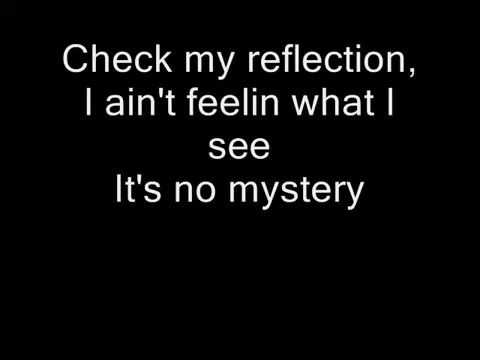 Check my reflection,
I ain't feelin what I
see
It's no mystery